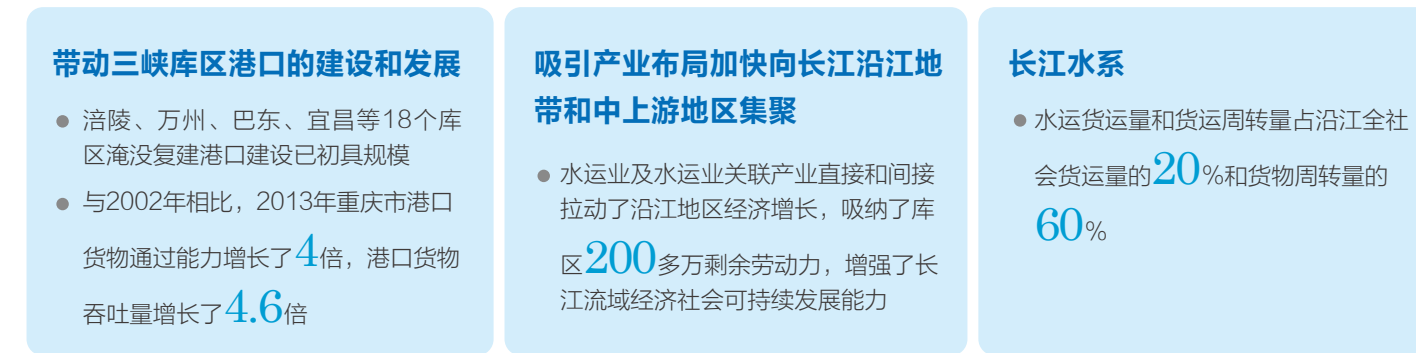 带动三峡库区港口的建设和发展
● 涪陵、万州、巴东、宜昌等18个库
区淹没复建港口建设已初具规模
● 与2002年相比，2013年重庆市港口
货物通过能力增长了4倍，港口货物
吞吐量增长了4.6倍
吸引产业布局加快向长江沿江地
带和中上游地区集聚
● 水运业及水运业关联产业直接和间接
拉动了沿江地区经济增长，吸纳了库
区200多万剩余劳动力，增强了长
江流域经济社会可持续发展能力
长江水系
● 水运货运量和货运周转量占沿江全社
会货运量的20%和货物周转量的
60%